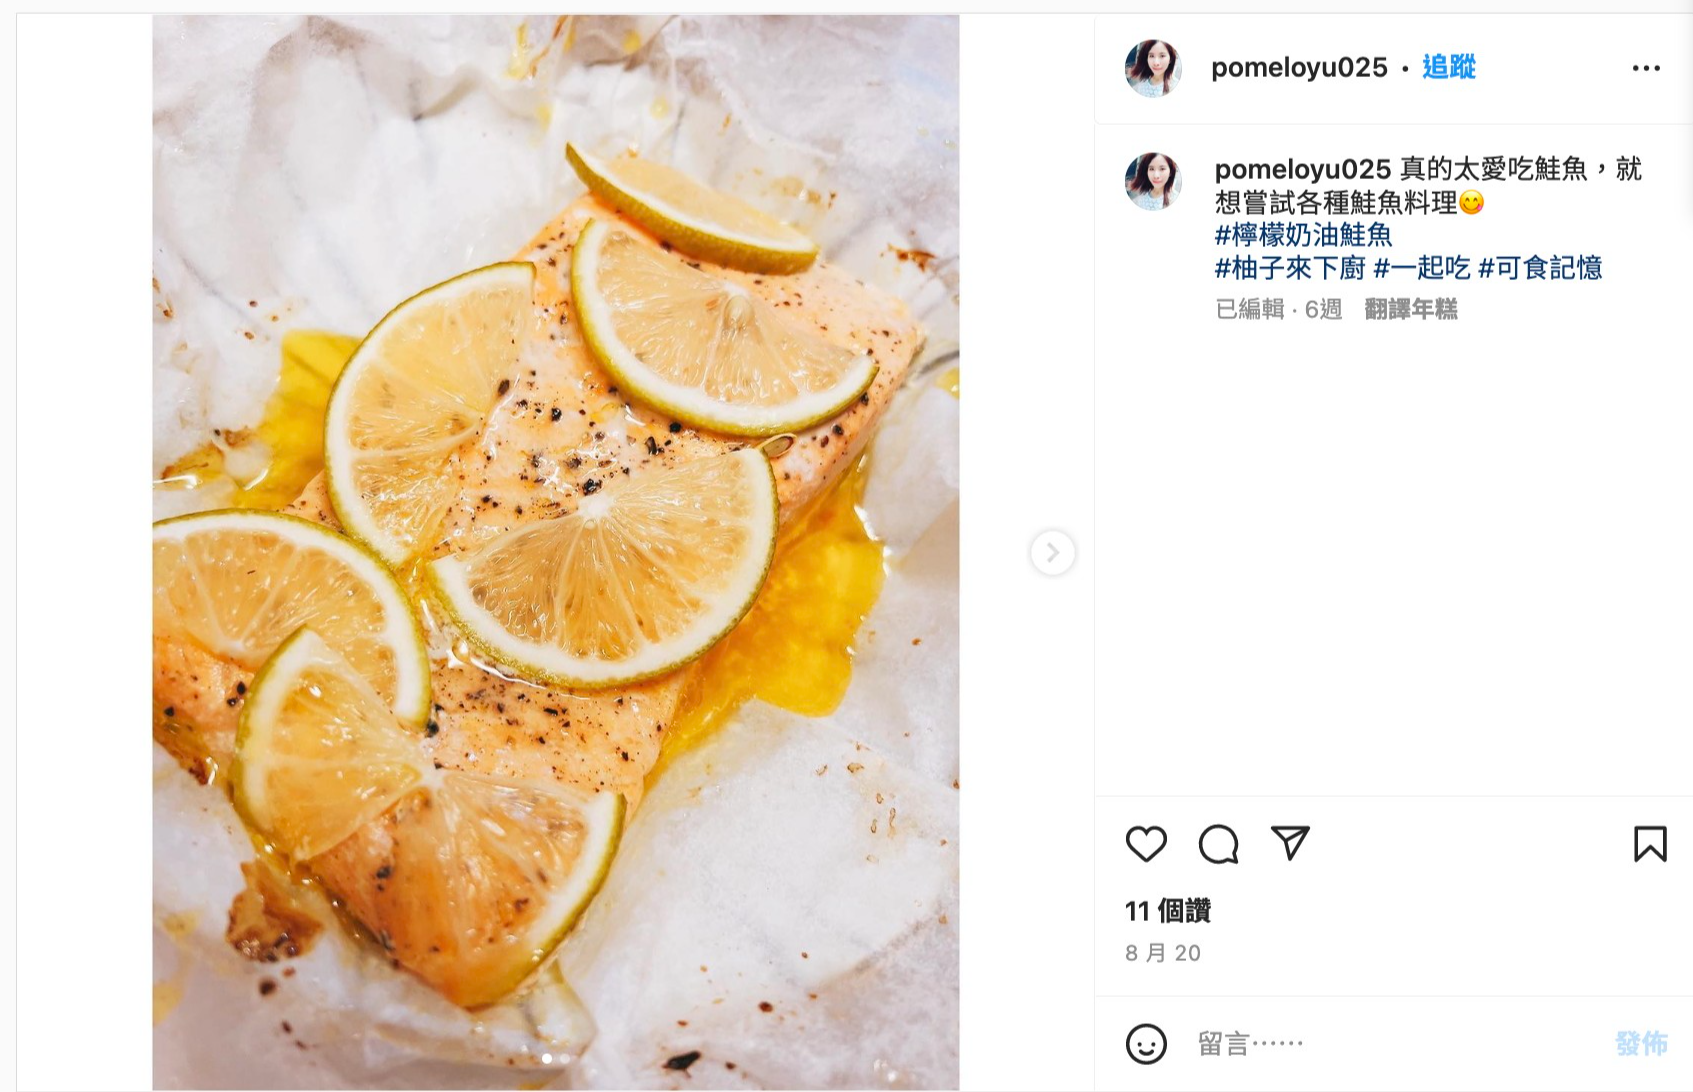 pomeloyu025 • 追蹤
pomeloyu025 真的太愛吃鮭魚，就
想嘗試各種鮭魚料理😋
#檸檬奶油鮭魚
#柚子來下廚 #一起吃 #可食記憶
已編輯 · 6週 翻譯年糕
11 個讚
8 月 20
留言⋯⋯
發佈